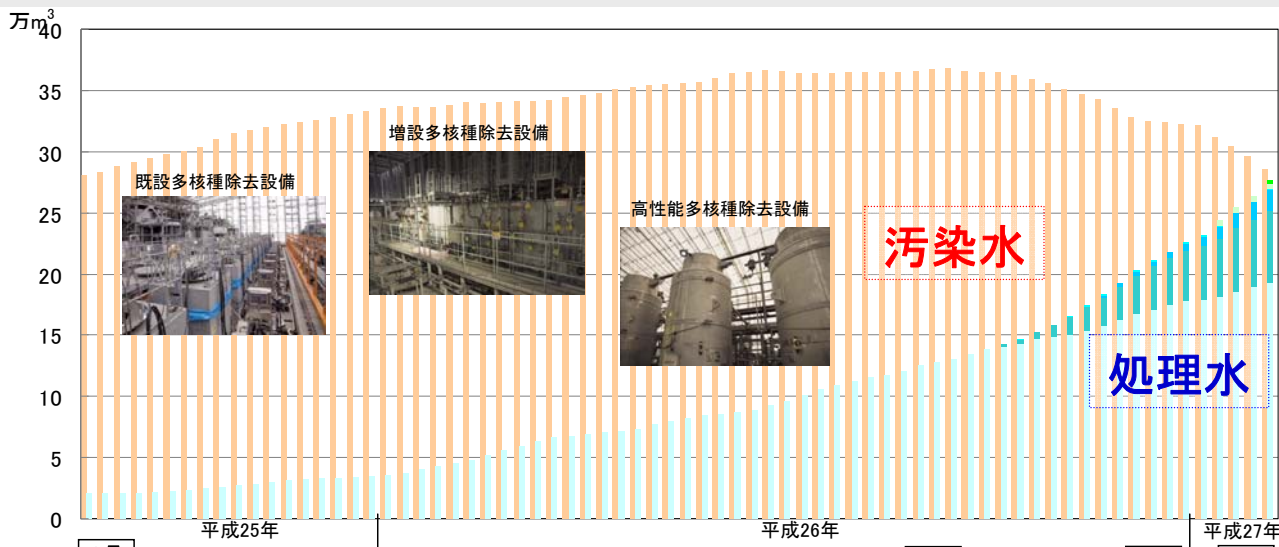 万m3
40
35
30
25
20
15
10
5
0
増設多核種除去設備
既設多核種除去設備
高性能多核種除去設備
汚染水
処理水
平成25年
平成26年
平成27年